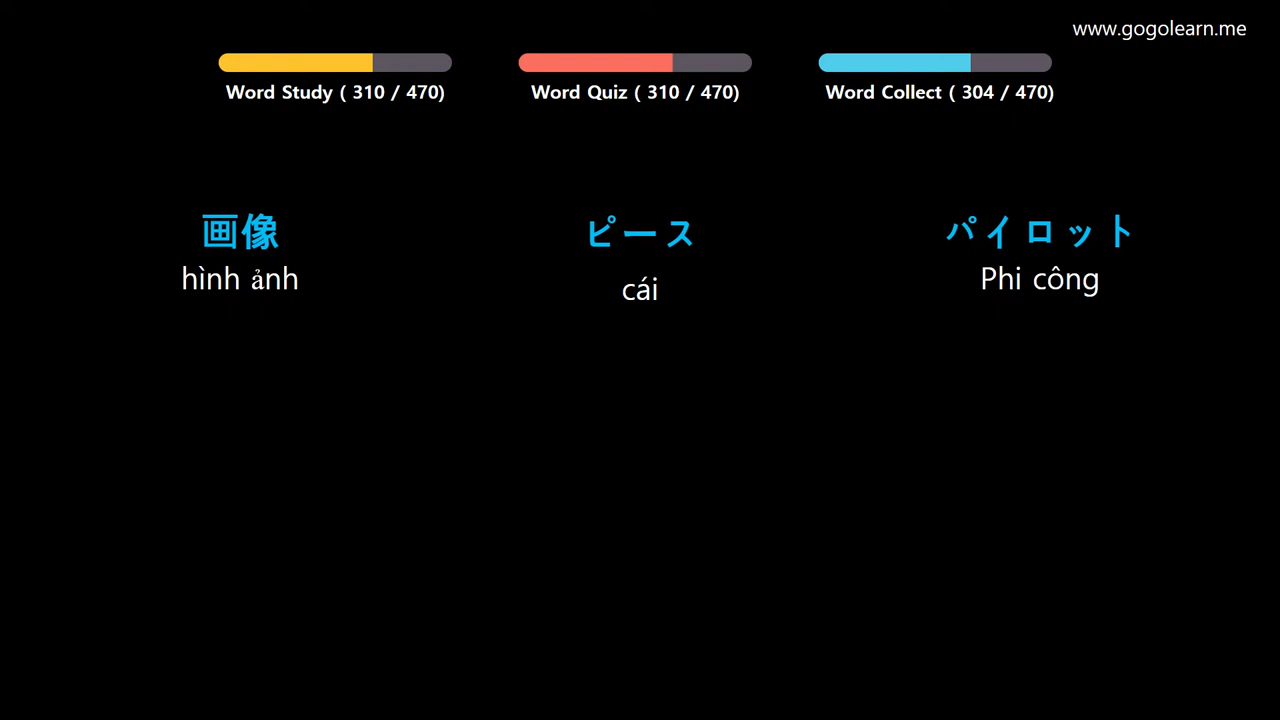 www.gogolearn.me
Word Study ( 310 / 470)
Word Quiz ( 310 / 470)
Word Collect ( 304 / 470)
画像
hình ảnh
ピース
cái
パイロット
Phi công